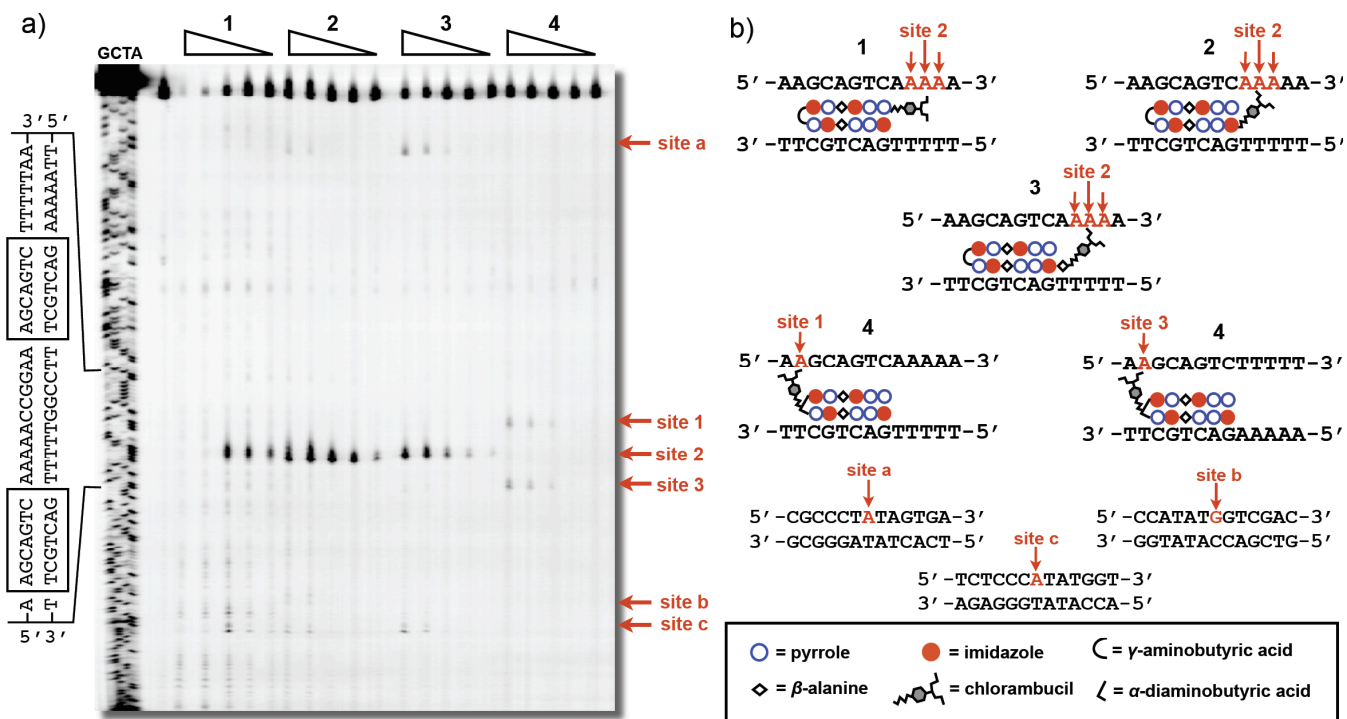 a)
1 2 3 4
GCTA
3′ 5′
5′ 3′
–A AGCAGTC AAAAACCGGAA AGCAGTC TTTTTAA–
–T TCGTCAG TTTTTGGCCTT TCGTCAG AAAAATT–
site a
site 1
site 2
site 3
site b
site c
b)
site 2
1
5′-AAGCAGTCAAAAA-3′
3′-TTCGTCAGTTTTT-5′
site 2
2
5′-AAGCAGTCAAAAA-3′
3′-TTCGTCAGTTTTT-5′
site 2
3
5′-AAGCAGTCAAAAA-3′
3′-TTCGTCAGTTTTT-5′
site 1
4
5′-AAGCAGTCAAAAA-3′
3′-TTCGTCAGTTTTT-5′
site 3
4
5′-AAGCAGTCTTTTT-3′
3′-TTCGTCAGAAAAA-5′
site a
5′-CGCCCTATAGTGA-3′
3′-GCGGGATATCACT-5′
site b
5′-CCATATGGTCGAC-3′
3′-GGTATACCAGCTG-5′
site c
5′-TCTCCCATATGGT-3′
3′-AGAGGGTATACCA-5′
= pyrrole
= imidazole
= γ-aminobutyric acid
= β-alanine
= chlorambucil
= α-diaminobutyric acid